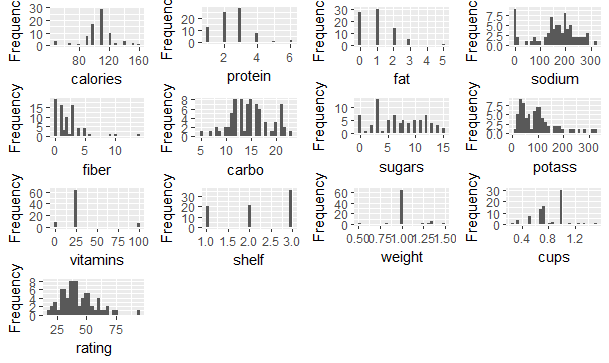 Frequency 30 20 10 0 80 120 160 calories
Frequency 30 20 10 0 2 4 6 protein
Frequency 30 20 10 0 0 1 2 3 4 5 fat
Frequency 7.5 5.0 2.5 0.0 0 100 200 300 sodium
Frequency 15 10 5 0 0 5 10 fiber
Frequency 8 6 4 2 0 5 10 15 20 carbo
Frequency 10 5 0 0 5 10 15 sugars
Frequency 7.5 5.0 2.5 0.0 0 100 200 300 potass
Frequency 60 40 20 0 0 25 50 75 100 vitamins
Frequency 30 20 10 0 1.0 1.5 2.0 2.5 3.0 shelf
Frequency 60 40 20 0 0.50 0.75 1.00 1.25 1.50 weight
Frequency 30 20 10 0 0.4 0.8 1.2 cups
Frequency 8 6 4 2 0 25 50 75 rating